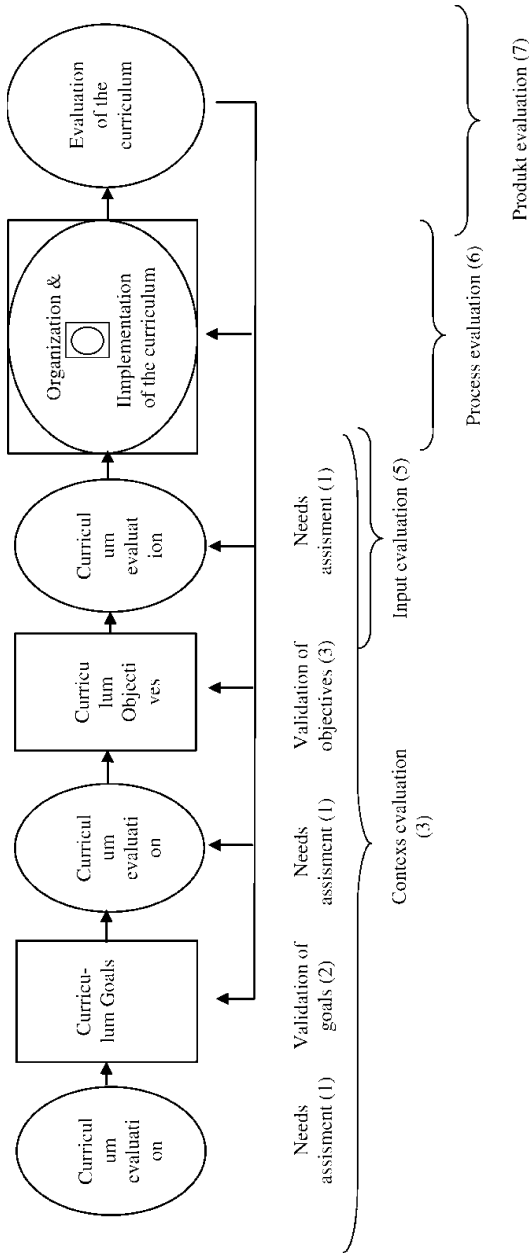 Curricul
um
evaluati
on
Curricu-
lum Goals
Curricul
um
evaluati
on
Curricu
lum
Objecti
ves
Curricul
um
evaluat
ion
Organization &
IImplementation
of the curriculum
Evaluation
of the
curriculum
Needs
assisment (1)
Validation of
goals (2)
Needs
assisment (1)
Validation of
objectives (3)
Needs
assisment (1)
Contexs evaluation
(3)
Input evaluation (5)
Process evaluation (6)
Produkt evaluation (7)